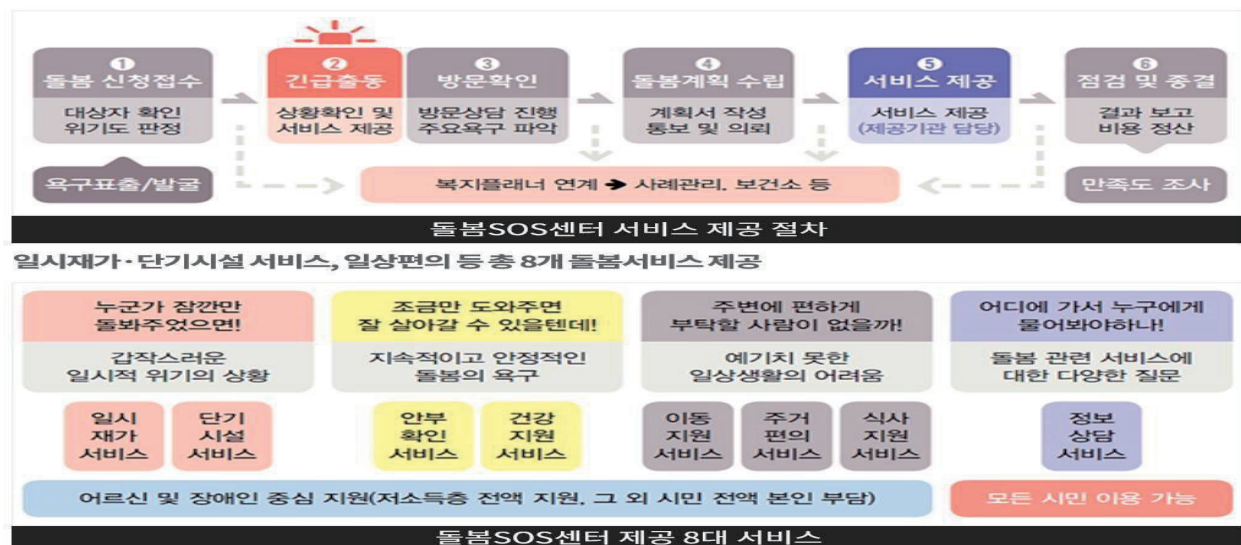 ① 돌봄 신청접수
대상자 확인
위기도 판정
② 긴급출동
상황확인 및
서비스 제공
③ 방문확인
방문상담 진행
주요욕구 파악
④ 돌봄계획 수립
계획서 작성
통보 및 의뢰
⑤ 서비스 제공
서비스 제공
(제공기관 담당)
⑥ 점검 및 종결
결과 보고
비용 정산
욕구표출/발굴
복지플래너 연계 ➔ 사례관리, 보건소 등
만족도 조사
돌봄SOS센터 서비스 제공 절차
일시재가·단기시설 서비스, 일상편의 등 총 8개 돌봄서비스 제공
누군가 잠깐만
돌봐주었으면!
갑작스러운
일시적 위기의 상황
조금만 도와주면
잘 살아갈 수 있을텐데!
지속적이고 안정적인
돌봄의 욕구
주변에 편하게
부탁할 사람이 없을까!
예기치 못한
일상생활의 어려움
어디에 가서 누구에게
물어봐야하나!
돌봄 관련 서비스에
대한 다양한 질문
일시
재가
서비스
단기
시설
서비스
안부
확인
서비스
건강
지원
서비스
이동
지원
서비스
주거
편의
서비스
식사
지원
서비스
정보
상담
서비스
어르신 및 장애인 중심 지원(저소득층 전액 지원, 그 외 시민 전액 본인 부담)
모든 시민 이용 가능
돌봄SOS센터 제공 8대 서비스